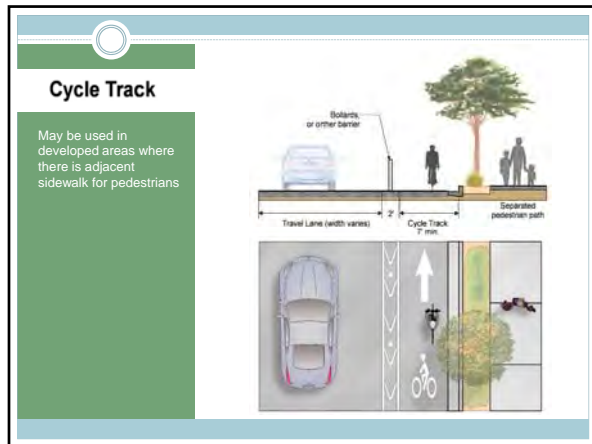 Cycle Track
May be used in
developed areas where
there is adjacent
sidewalk for pedestrians
Bollards,
or orther barrier
Travel Lane (width varies)
2'
Cycle Track
7' min.
Separated
pedestrian path